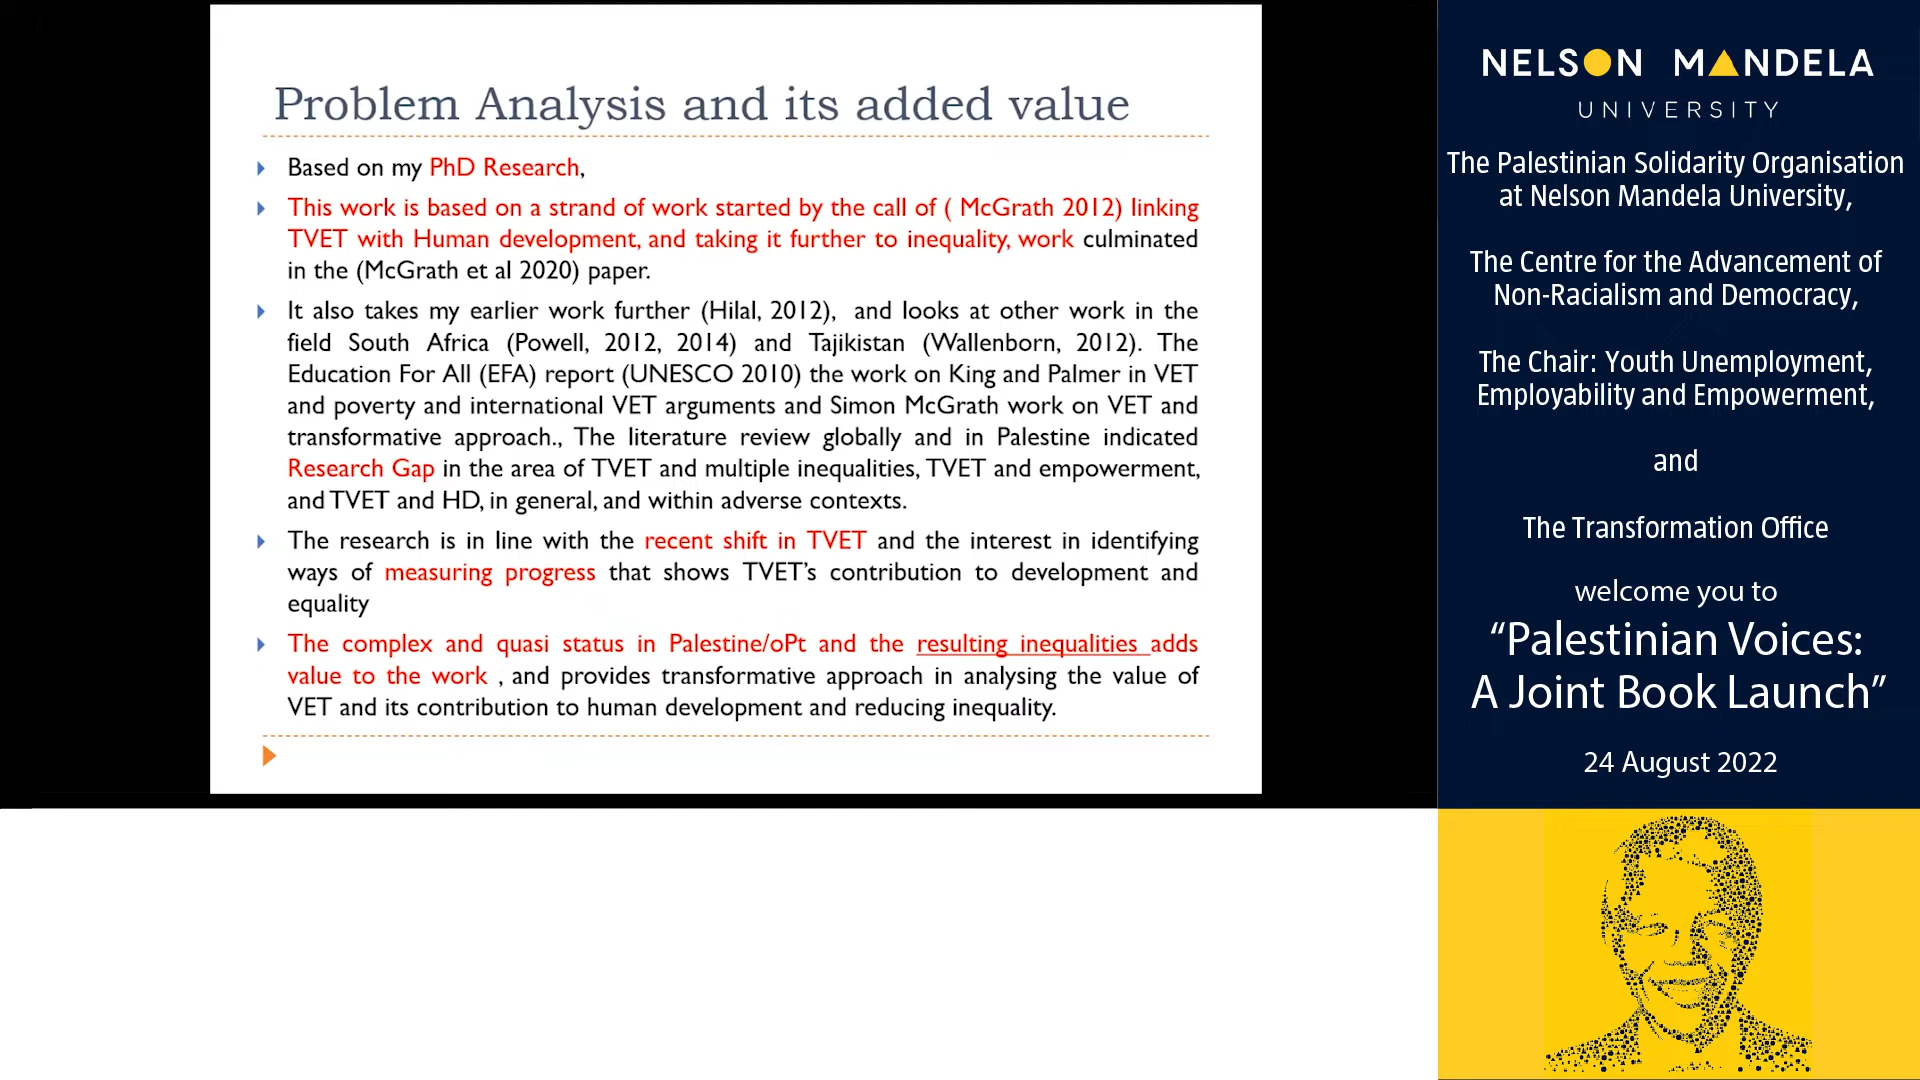 Problem Analysis and its added value
Based on my PhD Research,
This work is based on a strand of work started by the call of ( McGrath 2012) linking
TVET with Human development, and taking it further to inequality, work culminated
in the (McGrath et al 2020) paper.
It also takes my earlier work further (Hilal, 2012), and looks at other work in the
field South Africa (Powell, 2012, 2014) and Tajikistan (Wallenborn, 2012). The
Education For All (EFA) report (UNESCO 2010) the work on King and Palmer in VET
and poverty and international VET arguments and Simon McGrath work on VET and
transformative approach., The literature review globally and in Palestine indicated
Research Gap in the area of TVET and multiple inequalities, TVET and empowerment,
and TVET and HD, in general, and within adverse contexts.
The research is in line with the recent shift in TVET and the interest in identifying
ways of measuring progress that shows TVET’s contribution to development and
equality
The complex and quasi status in Palestine/oPt and the resulting inequalities adds
value to the work , and provides transformative approach in analysing the value of
VET and its contribution to human development and reducing inequality.
NELSON MANDELA
UNIVERSITY
The Palestinian Solidarity Organisation
at Nelson Mandela University,
The Centre for the Advancement of
Non-Racialism and Democracy,
The Chair: Youth Unemployment,
Employability and Empowerment,
and
The Transformation Office
welcome you to
“Palestinian Voices:
A Joint Book Launch”
24 August 2022